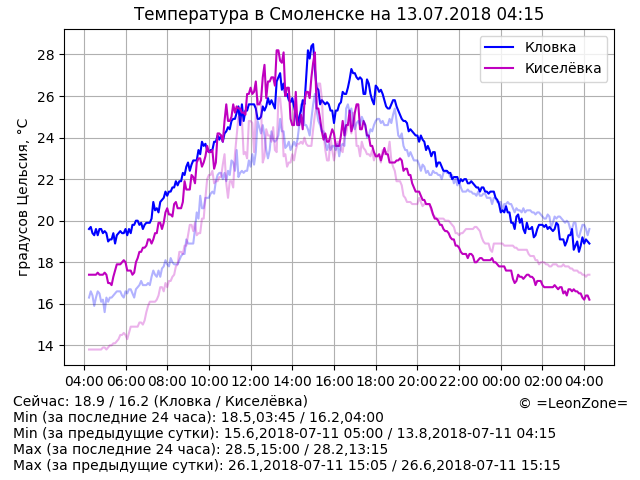 Температура в Смоленске на 13.07.2018 04:15
Кловка
Киселёвка
градусов Цельсия, °C
28
26
24
22
20
18
16
14
04:00 06:00 08:00 10:00 12:00 14:00 16:00 18:00 20:00 22:00 00:00 02:00 04:00
Сейчас: 18.9 / 16.2 (Кловка / Киселёвка)
© =LeonZone=
Min (за последние 24 часа): 18.5,03:45 / 16.2,04:00
Min (за предыдущие сутки): 15.6,2018-07-11 05:00 / 13.8,2018-07-11 04:15
Max (за последние 24 часа): 28.5,15:00 / 28.2,13:15
Max (за предыдущие сутки): 26.1,2018-07-11 15:05 / 26.6,2018-07-11 15:15